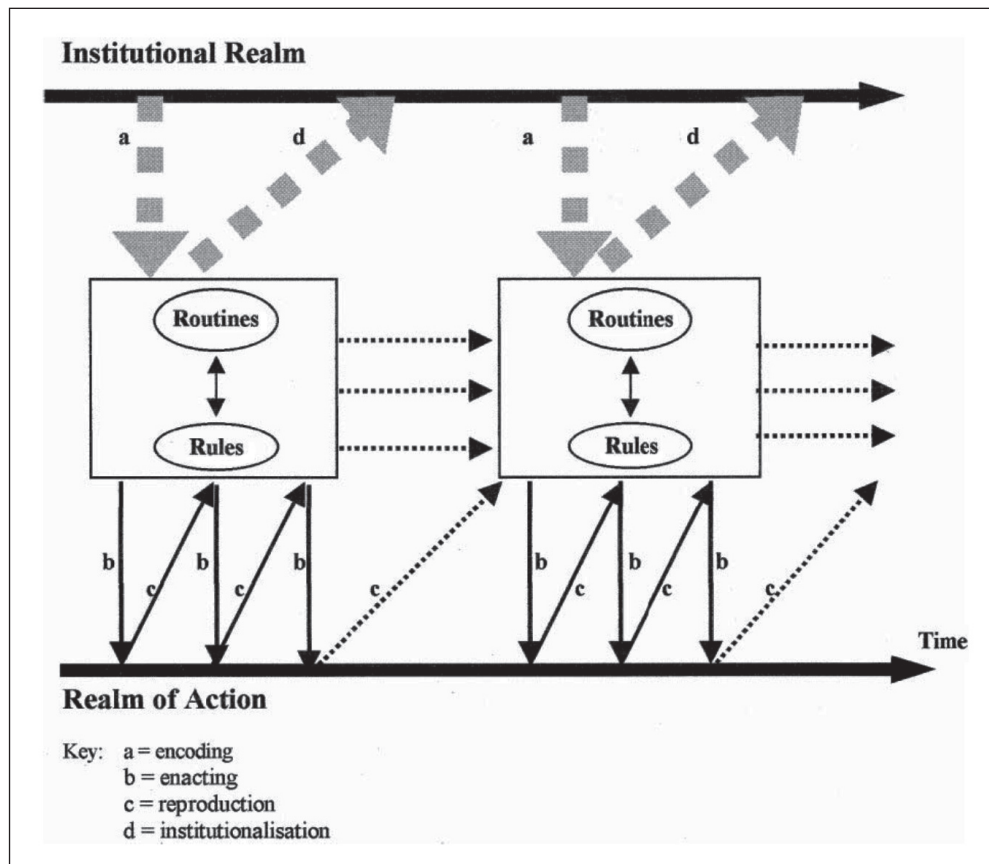 Institutional Realm
a
d
a
d
Routines
Routines
Rules
Rules
b
c
b
c
b
c
b
c
b
c
b
c
Time
Realm of Action
Key: a = encoding
b = enacting
c = reproduction
d = institutionalisation